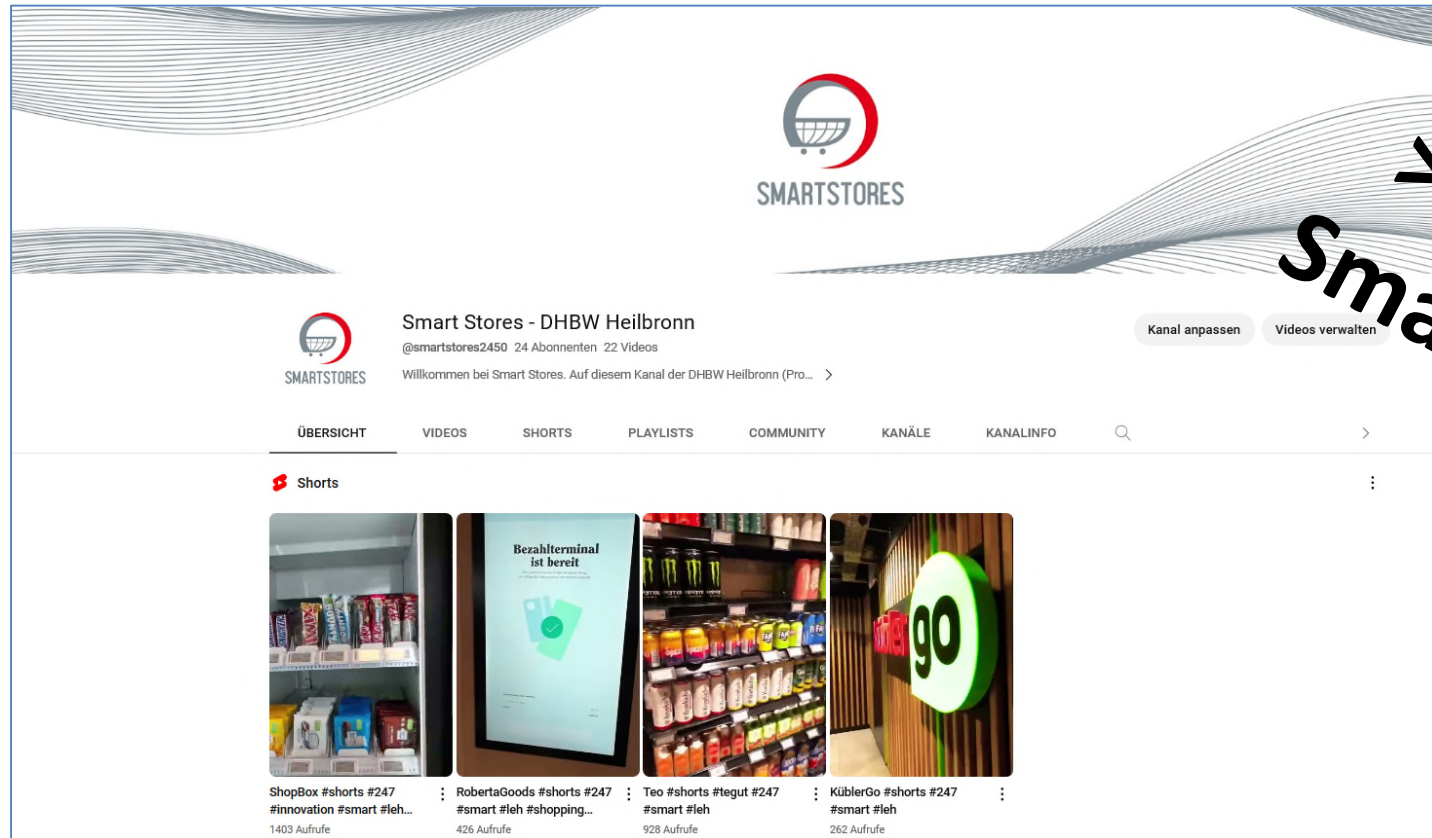 SMARTSTORES
Smart Stores - DHBW Heilbronn
@smartstores2450 24 Abonnenten 22 Videos
Willkommen bei Smart Stores. Auf diesem Kanal der DHBW Heilbronn (Pro...
Kanal anpassen
Videos verwalten
Sma
SMARTSTORES
ÜBERSICHT VIDEOS SHORTS PLAYLISTS COMMUNITY KANÄLE KANALINFO
Shorts
Bezahlterminal
ist bereit
go
ShopBox #shorts #247
#innovation #smart #leh...
1403 Aufrufe
RobertaGoods #shorts #247
#smart #leh #shopping...
426 Aufrufe
Teo #shorts #tegut #247
#smart #leh
928 Aufrufe
KüblerGo #shorts #247
#smart #leh
262 Aufrufe